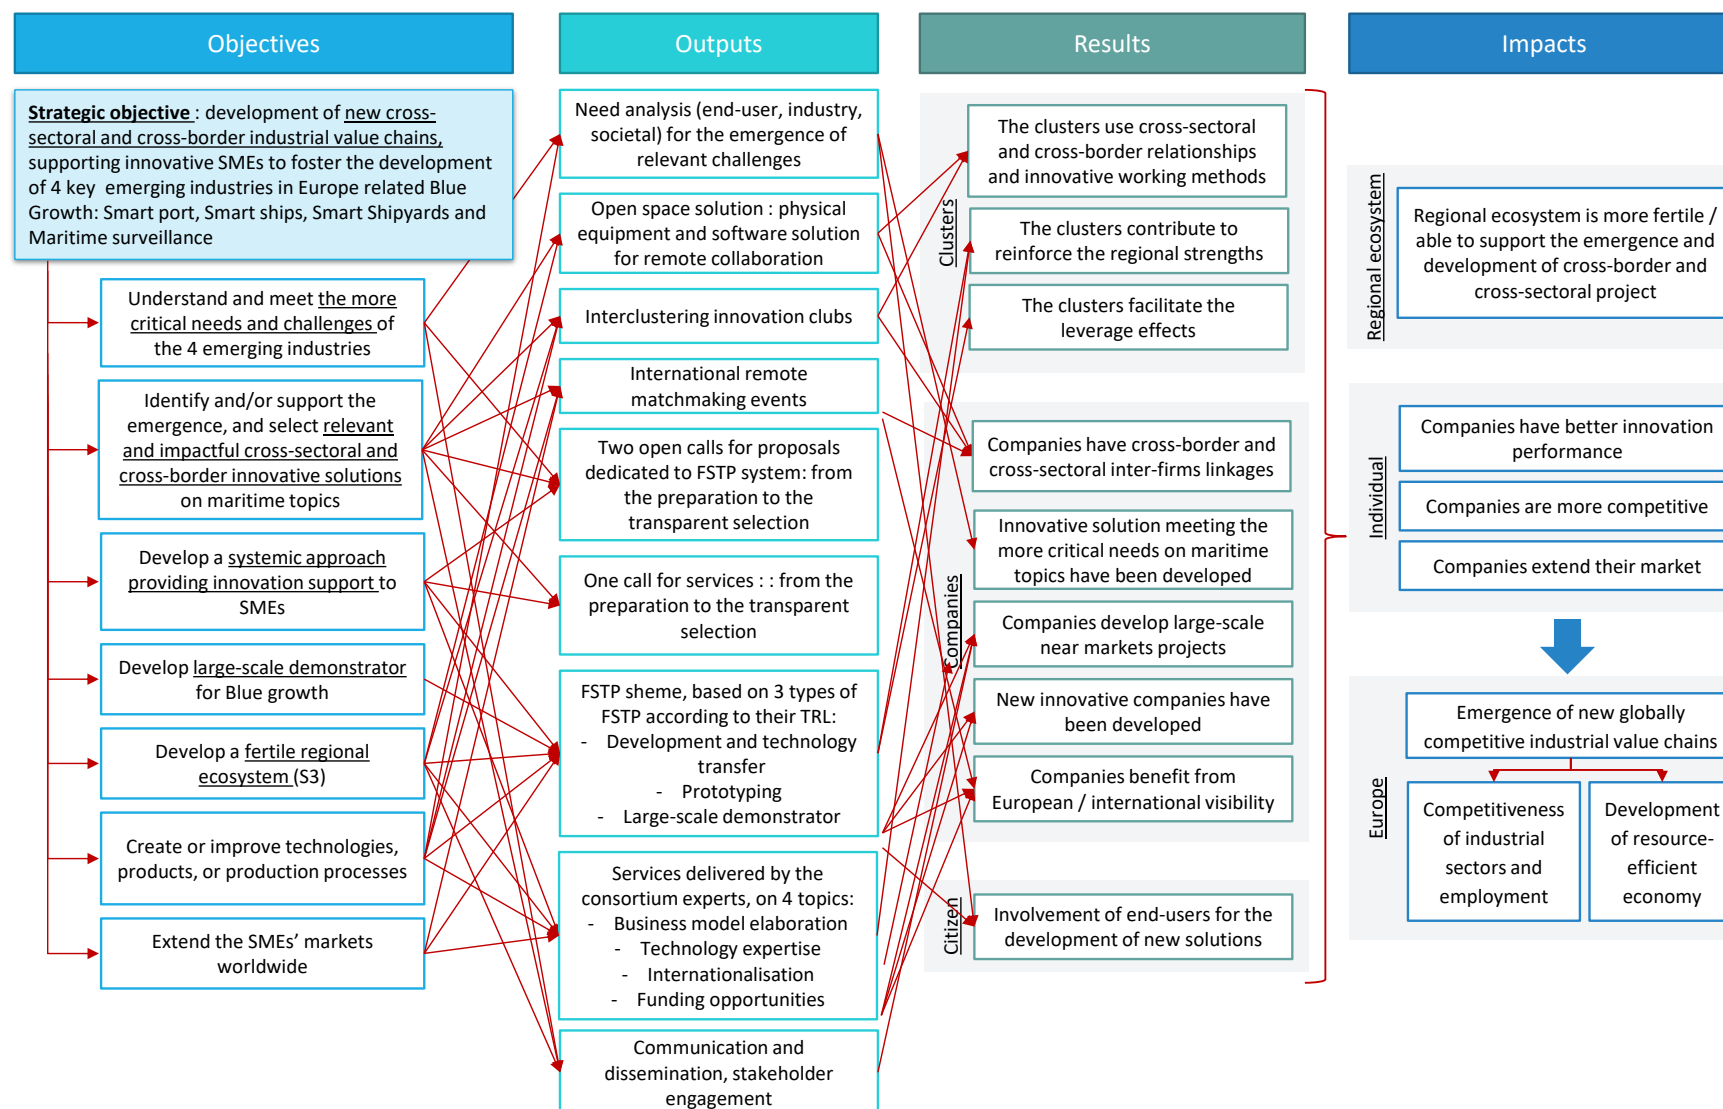 Objectives
Outputs
Results
Impacts
Strategic objective : development of new cross-
sectoral and cross-border industrial value chains,
supporting innovative SMEs to foster the development
of 4 key emerging industries in Europe related Blue
Growth: Smart port, Smart ships, Smart Shipyards and
Maritime surveillance
Understand and meet the more
critical needs and challenges of
the 4 emerging industries
Identify and/or support the
emergence, and select relevant
and impactful cross-sectoral and
cross-border innovative solutions
on maritime topics
Develop a systemic approach
providing innovation support to
SMEs
Develop large-scale demonstrator
for Blue growth
Develop a fertile regional
ecosystem (S3)
Create or improve technologies,
products, or production processes
Extend the SMEs' markets
worldwide
Need analysis (end-user, industry,
societal) for the emergence of
relevant challenges
Open space solution : physical
equipment and software solution
for remote collaboration
Interclustering innovation clubs
International remote
matchmaking events
Two open calls for proposals
dedicated to FSTP system: from
the preparation to the
transparent selection
One call for services : : from the
preparation to the transparent
selection
FSTP sheme, based on 3 types of
FSTP according to their TRL:
- Development and technology
transfer
- Prototyping
- Large-scale demonstrator
Services delivered by the
consortium experts, on 4 topics:
- Business model elaboration
- Technology expertise
- Internationalisation
- Funding opportunities
Communication and
dissemination, stakeholder
engagement
Clusters
The clusters use cross-sectoral
and cross-border relationships
and innovative working methods
The clusters contribute to
reinforce the regional strengths
The clusters facilitate the
leverage effects
Companies
Companies have cross-border and
cross-sectoral inter-firms linkages
Innovative solution meeting the
more critical needs on maritime
topics have been developed
Companies develop large-scale
near markets projects
New innovative companies have
been developed
Companies benefit from
European / international visibility
Citizen
Involvement of end-users for the
development of new solutions
Regional ecosystem
Regional ecosystem is more fertile /
able to support the emergence and
development of cross-border and
cross-sectoral project
Individual
Companies have better innovation
performance
Companies are more competitive
Companies extend their market
Europe
Emergence of new globally
competitive industrial value chains
Competitiveness
of industrial
sectors and
employment
Development
of resource-
efficient
economy